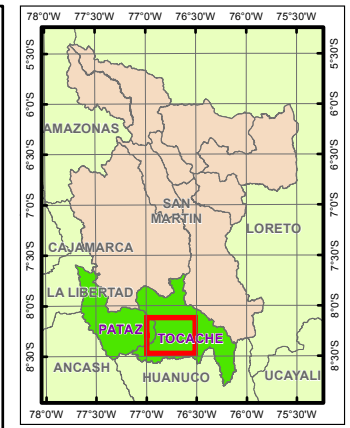 78°0'W 77°30'W 77°0'W 76°30'W 76°0'W 75°30'W
5°30'S 5°30'S
6°0'S 6°0'S
AMAZONAS
6°30'S 6°30'S
SAN
MARTIN
7°0'S 7°0'S
LORETO
CAJAMARCA
7°30'S 7°30'S
LA LIBERTAD
8°0'S 8°0'S
PATAZ TOCACHE
8°30'S 8°30'S
ANCASH HUANUCO UCAYALI
78°0'W 77°30'W 77°0'W 76°30'W 76°0'W 75°30'W